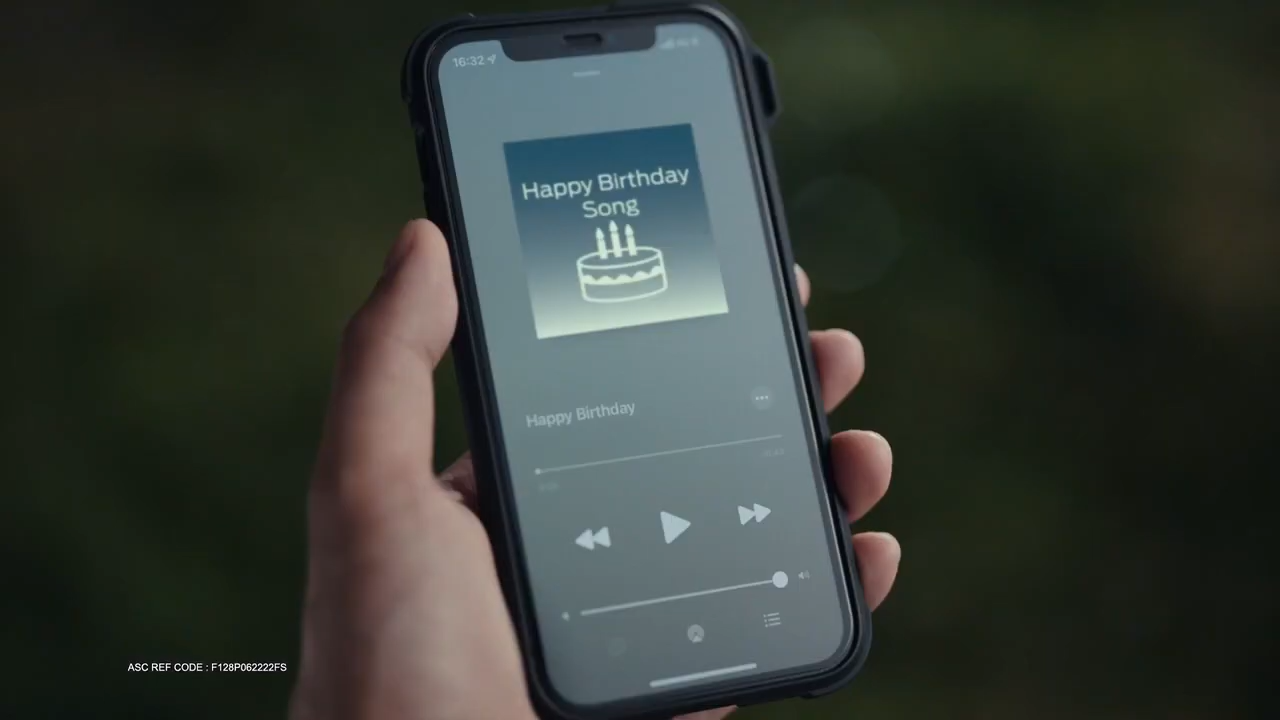 16:32
Happy Birthday
Song
Happy Birthday
ASC REF CODE : F128P062222FS